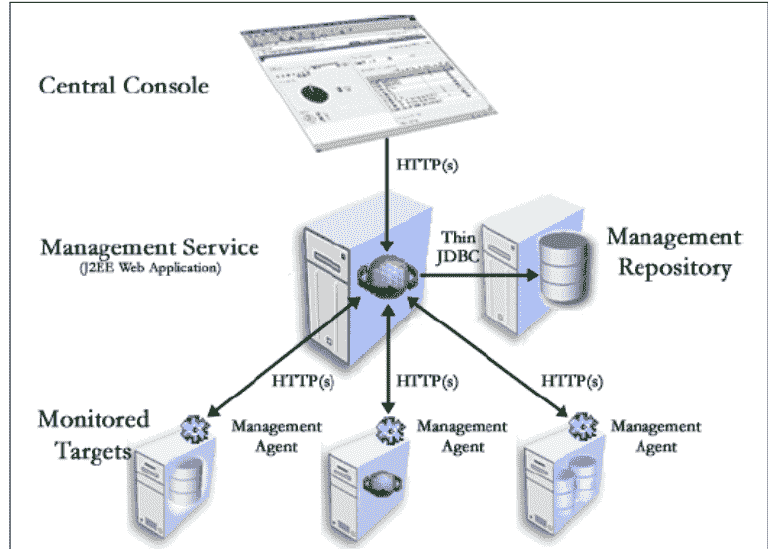 Central Console
HTTP(s)
Management Service
(J2EE Web Application)
Thin
JDBC
Management
Repository
HTTP(s)
HTTP(s)
HTTP(s)
Monitored
Targets
Management
Agent
Management
Agent
Management
Agent